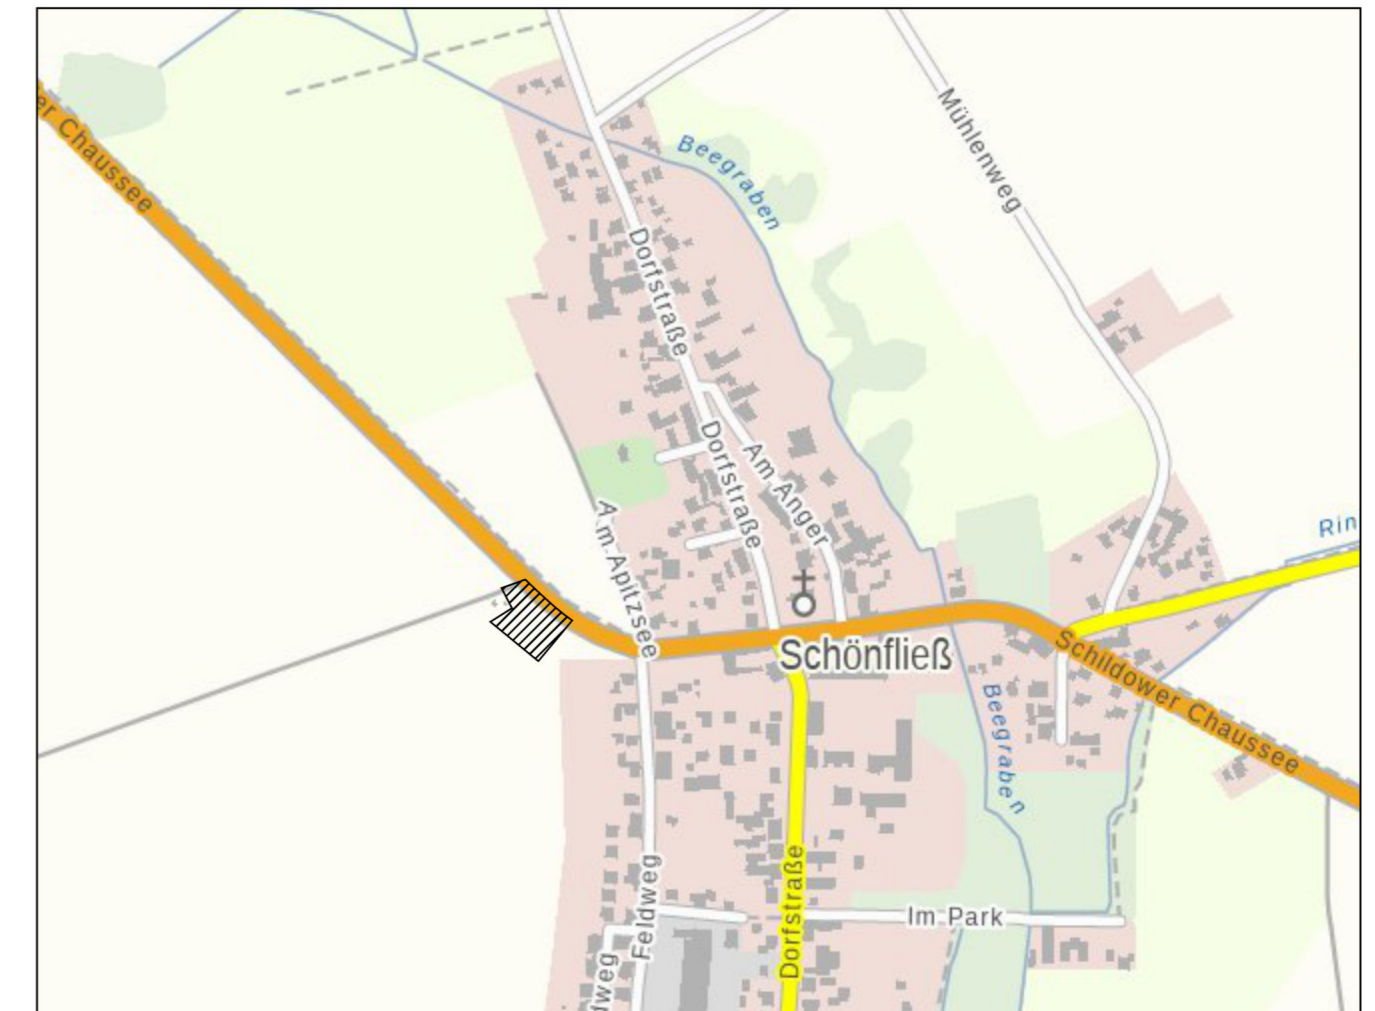 er Chaussee
Mühlenweg
Beegraben
Dorfstraße
Dorfstraße
Am Anger
Am Apitzsee
Rin
Schönfließ
Schildower Chaussee
Beegraben
Dorfstraße
Feldweg
Im Park
dweg